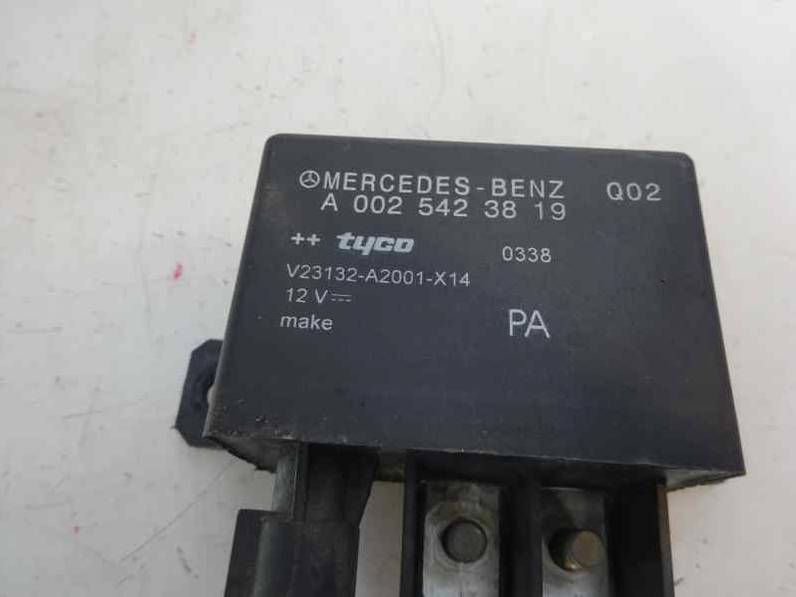 MERCEDES-BENZ Q02
A 002 542 38 19
++ tyco 0338
V23132-A2001-X14
12 V⎓
make PA